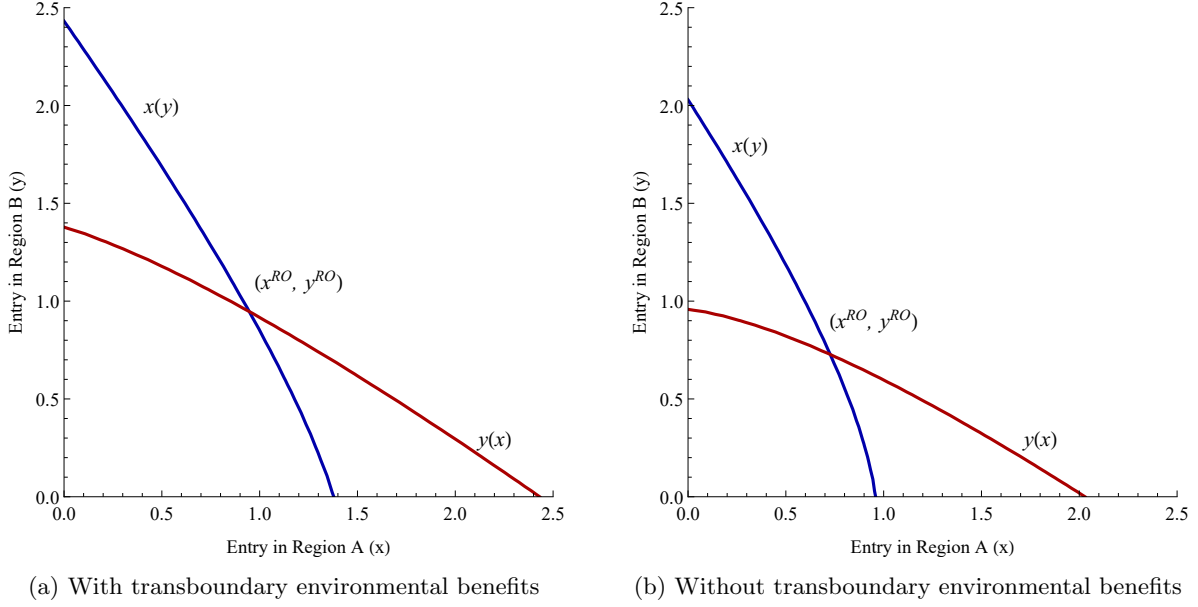 2.5
2.0
1.5
1.0
0.5
0.0
0.0 0.5 1.0 1.5 2.0 2.5
Entry in Region B (y)
Entry in Region A (x)
x(y)
(x^RO, y^RO)
y(x)
(a) With transboundary environmental benefits
2.5
2.0
1.5
1.0
0.5
0.0
0.0 0.5 1.0 1.5 2.0 2.5
Entry in Region B (y)
Entry in Region A (x)
x(y)
(x^RO, y^RO)
y(x)
(b) Without transboundary environmental benefits